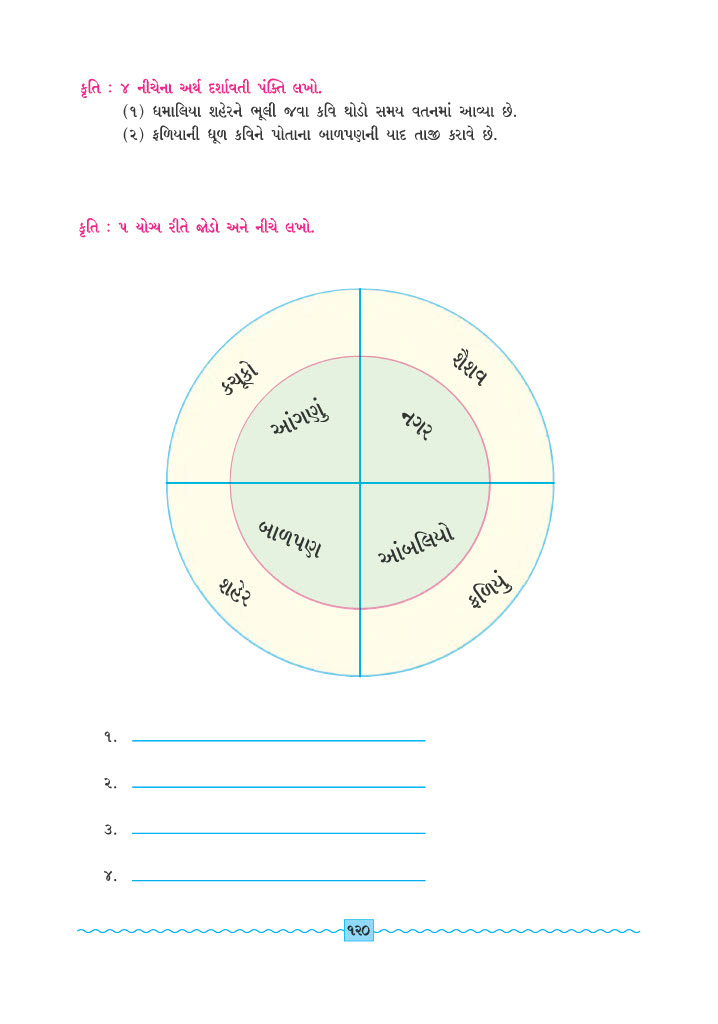 કૃતિ : ૪ નીચેના અર્થ દર્શાવતી પંક્તિ લખો.
(૧) ધમાલિયા શહેરને ભૂલી જવા કવિ થોડો સમય વતનમાં આવ્યા છે.
(૨) ફળિયાની ધૂળ કવિને પોતાના બાળપણની યાદ તાજી કરાવે છે.
કૃતિ : ૫ યોગ્ય રીતે જોડો અને નીચે લખો.
કચૂકો
શૈશવ
આંગણું
નગર
બાળપણ
આંબલિયો
શહેર
ફળિયું
૧.
૨.
૩.
૪.
૧૨૦